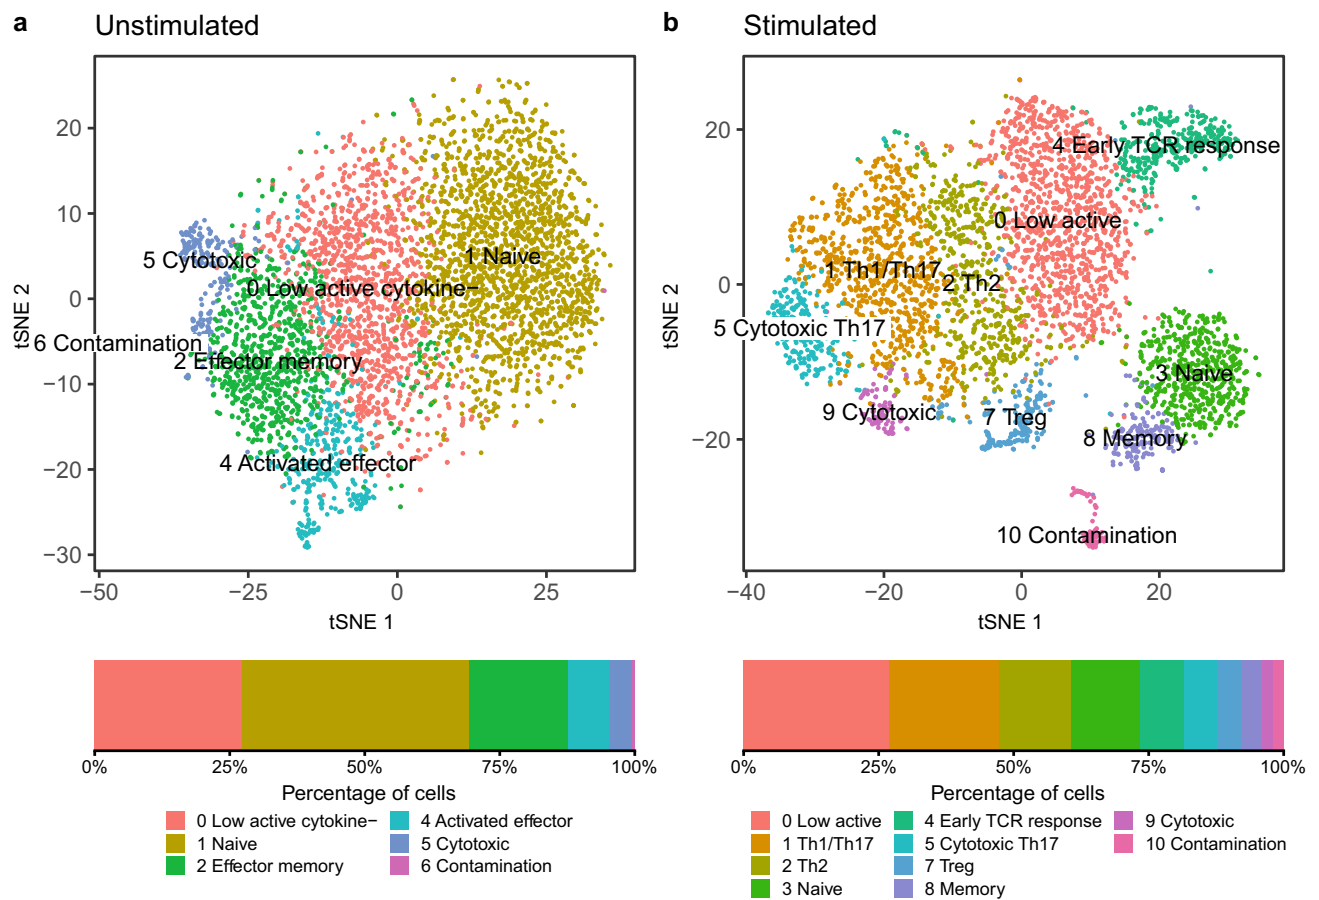 a Unstimulated
20
10
0
−10
−20
−30
tSNE 2
5 Cytotoxic
1 Naive
0 Low active cytokine−
6 Contamination
2 Effector memory
4 Activated effector
−50 −25 0 25
tSNE 1
0% 25% 50% 75% 100%
Percentage of cells
0 Low active cytokine− 4 Activated effector
1 Naive 5 Cytotoxic
2 Effector memory 6 Contamination
b Stimulated
20
0
−20
tSNE 2
4 Early TCR response
0 Low active
1 Th1/Th17
2 Th2
5 Cytotoxic Th17
3 Naive
9 Cytotoxic
7 Treg
8 Memory
10 Contamination
−40 −20 0 20
tSNE 1
0% 25% 50% 75% 100%
Percentage of cells
0 Low active 4 Early TCR response 9 Cytotoxic
1 Th1/Th17 5 Cytotoxic Th17 10 Contamination
2 Th2 7 Treg
3 Naive 8 Memory